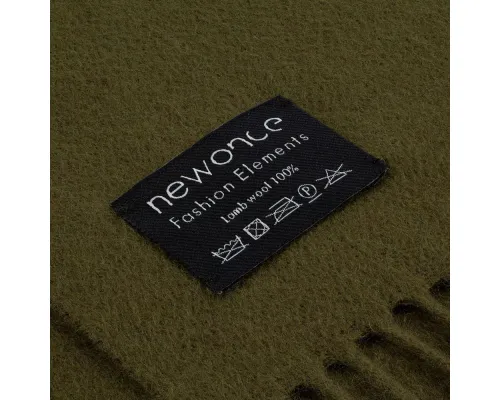 newonce
Fashion Elements
Lamb wool 100%
P